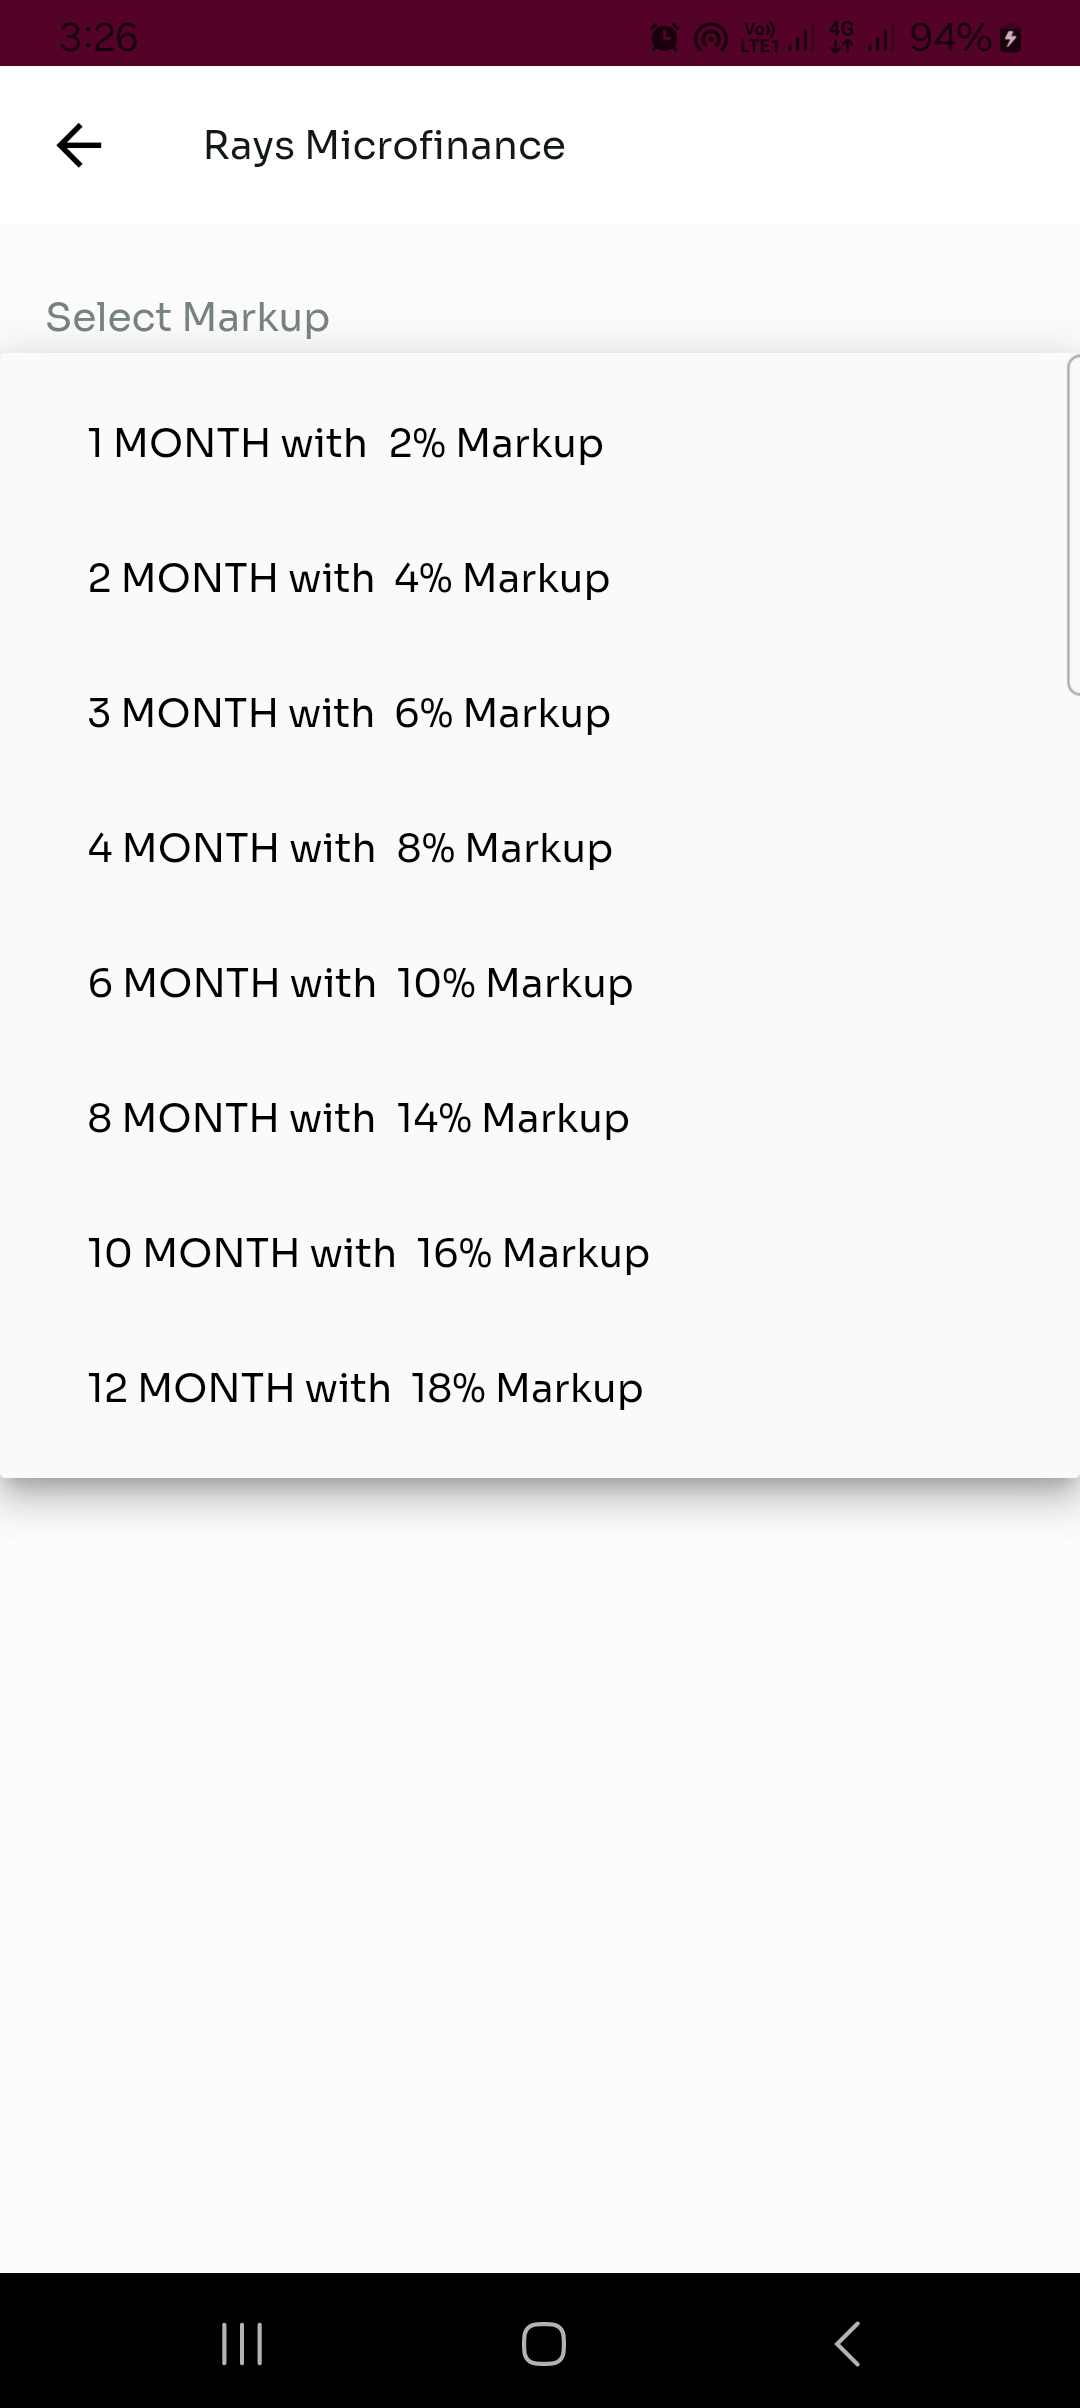 3:26 Vo)) LTE1 4G 94%
Rays Microfinance
Select Markup
1 MONTH with 2% Markup
2 MONTH with 4% Markup
3 MONTH with 6% Markup
4 MONTH with 8% Markup
6 MONTH with 10% Markup
8 MONTH with 14% Markup
10 MONTH with 16% Markup
12 MONTH with 18% Markup